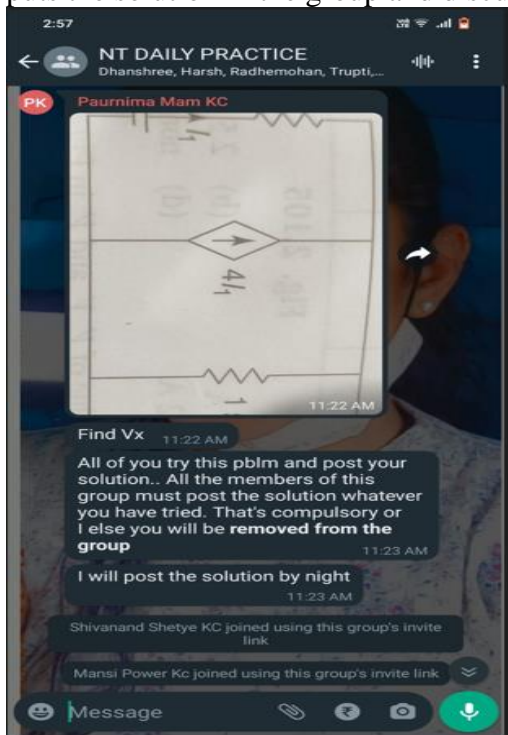 2:57
NT DAILY PRACTICE
Dhanshree, Harsh, Radhemohan, Trupti,...
PK
Paurnima Mam KC
I₁
4I₁
11:22 AM
Find Vx 11:22 AM
All of you try this pblm and post your
solution.. All the members of this
group must post the solution whatever
you have tried. That's compulsory or
I else you will be removed from the
group
11:23 AM
I will post the solution by night
11:23 AM
Shivanand Shetye KC joined using this group's invite
link
Mansi Power Kc joined using this group's invite link
Message